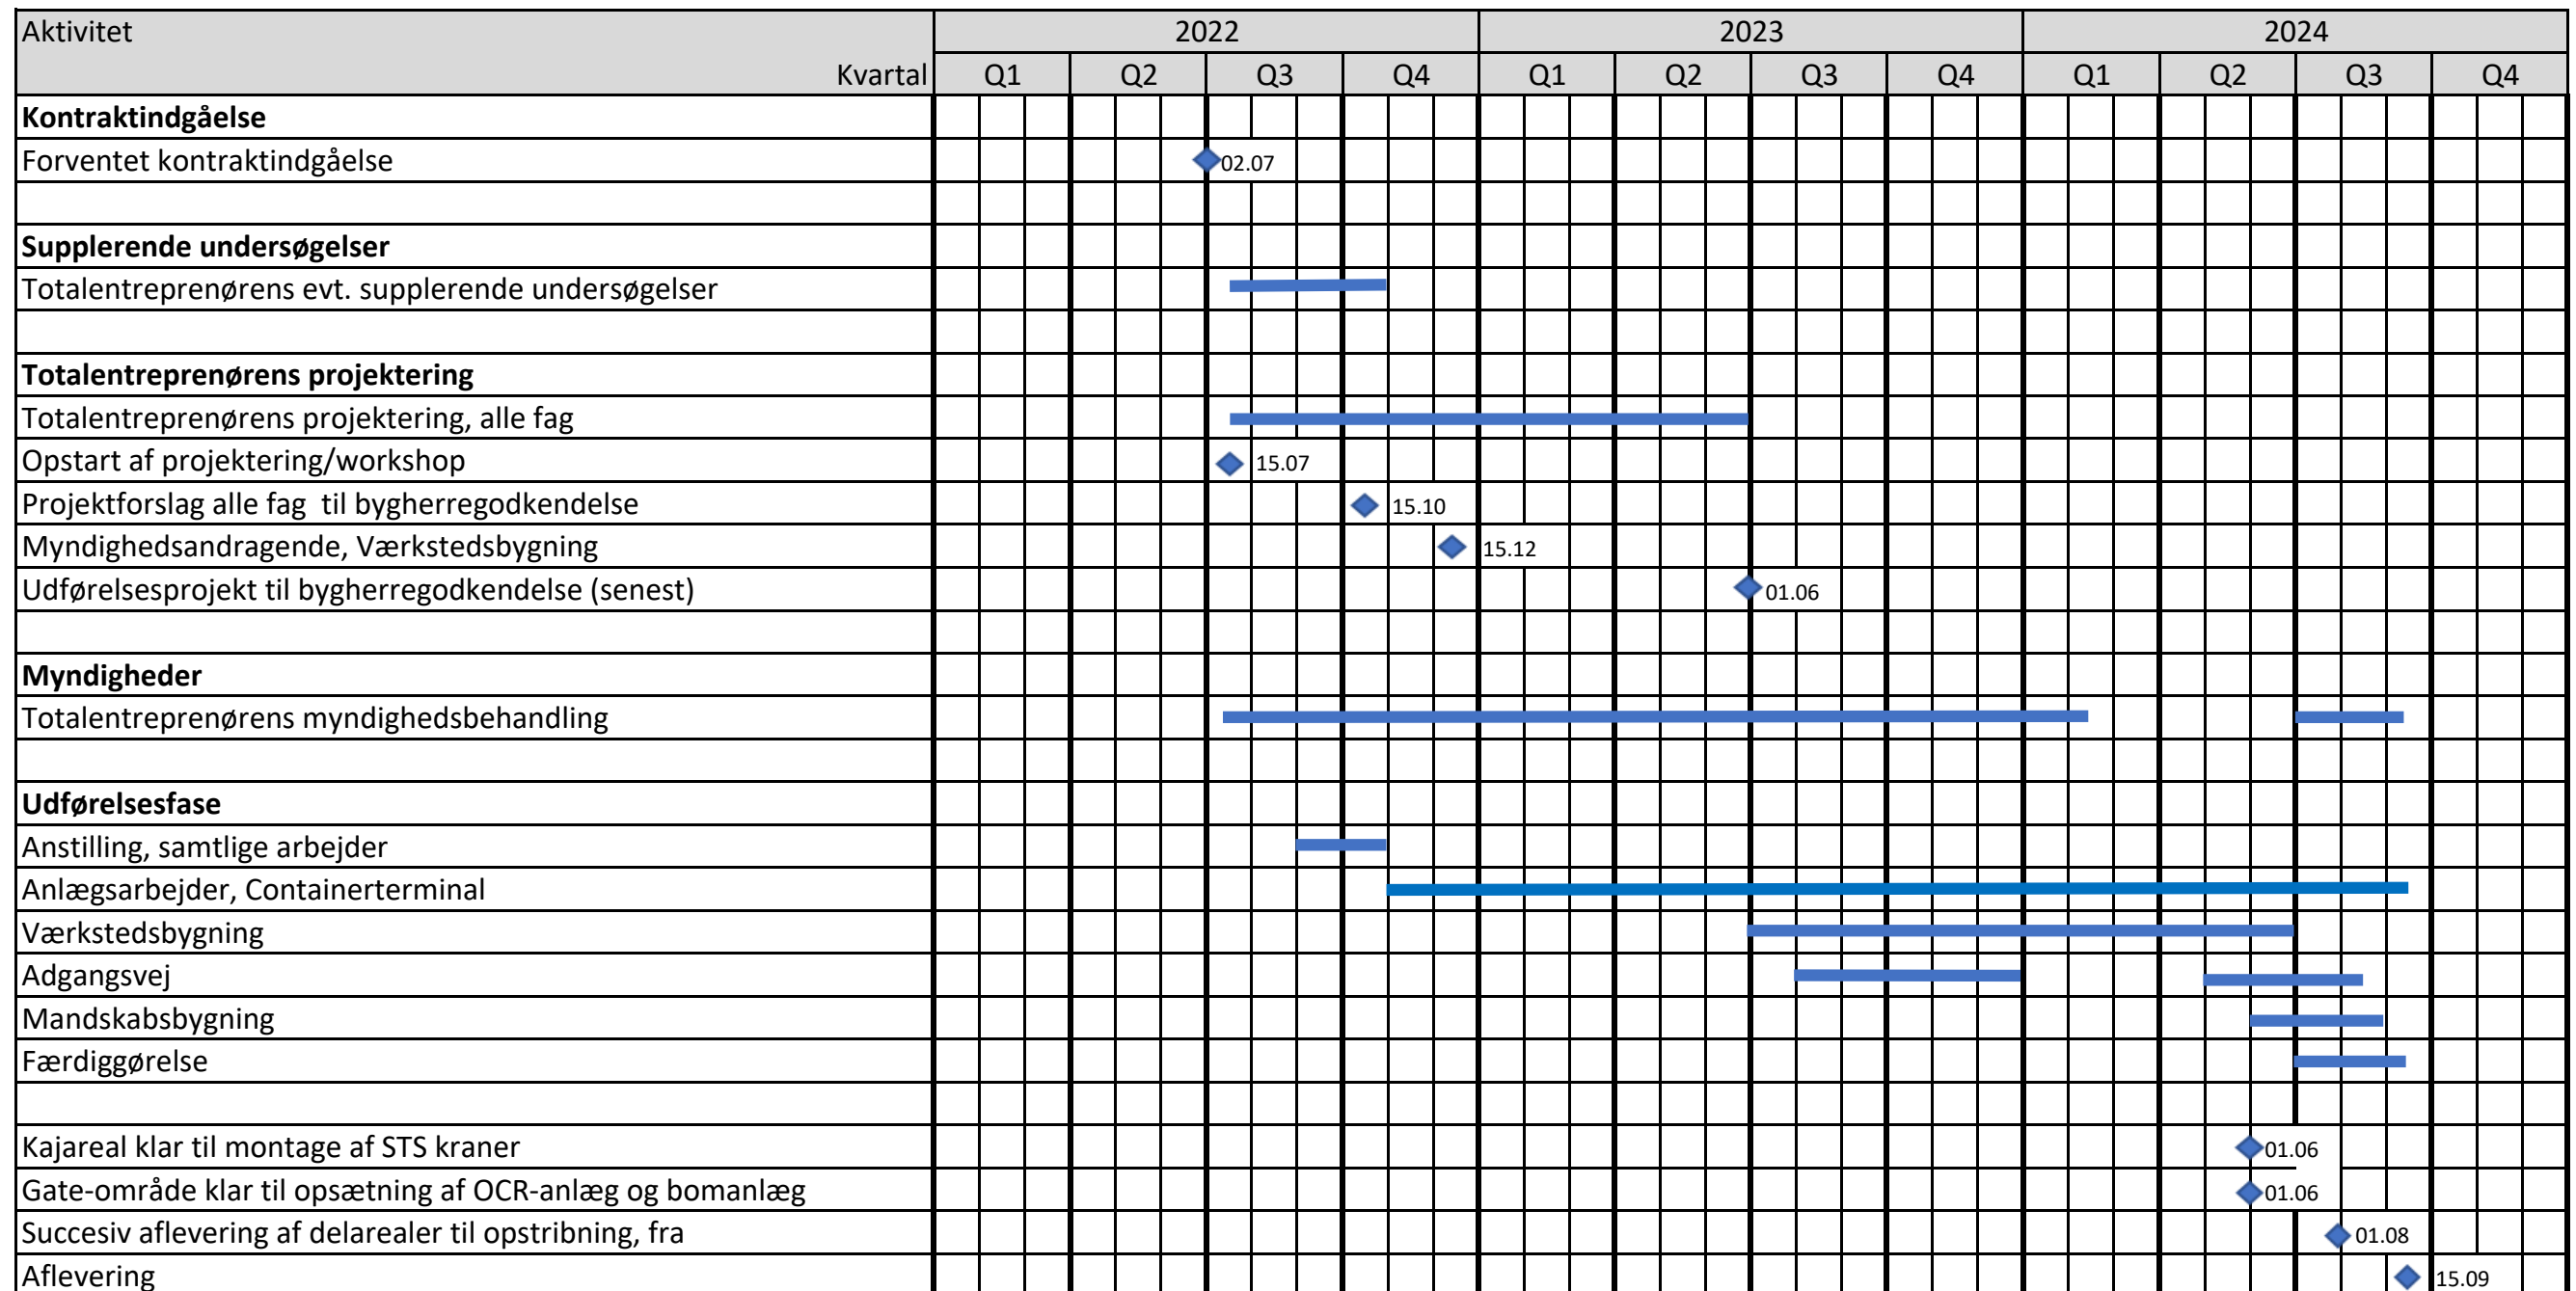 Aktivitet
2022 2023 2024
Kvartal Q1 Q2 Q3 Q4 Q1 Q2 Q3 Q4 Q1 Q2 Q3 Q4
Kontraktindgåelse
Forventet kontraktindgåelse 02.07
Supplerende undersøgelser
Totalentreprenørens evt. supplerende undersøgelser
Totalentreprenørens projektering
Totalentreprenørens projektering, alle fag
Opstart af projektering/workshop 15.07
Projektforslag alle fag til bygherregodkendelse 15.10
Myndighedsandragende, Værkstedsbygning 15.12
Udførelsesprojekt til bygherregodkendelse (senest) 01.06
Myndigheder
Totalentreprenørens myndighedsbehandling
Udførelsesfase
Anstilling, samtlige arbejder
Anlægsarbejder, Containerterminal
Værkstedsbygning
Adgangsvej
Mandskabsbygning
Færdiggørelse
Kajareal klar til montage af STS kraner 01.06
Gate-område klar til opsætning af OCR-anlæg og bomanlæg 01.06
Succesiv aflevering af delarealer til opstribning, fra 01.08
Aflevering 15.09